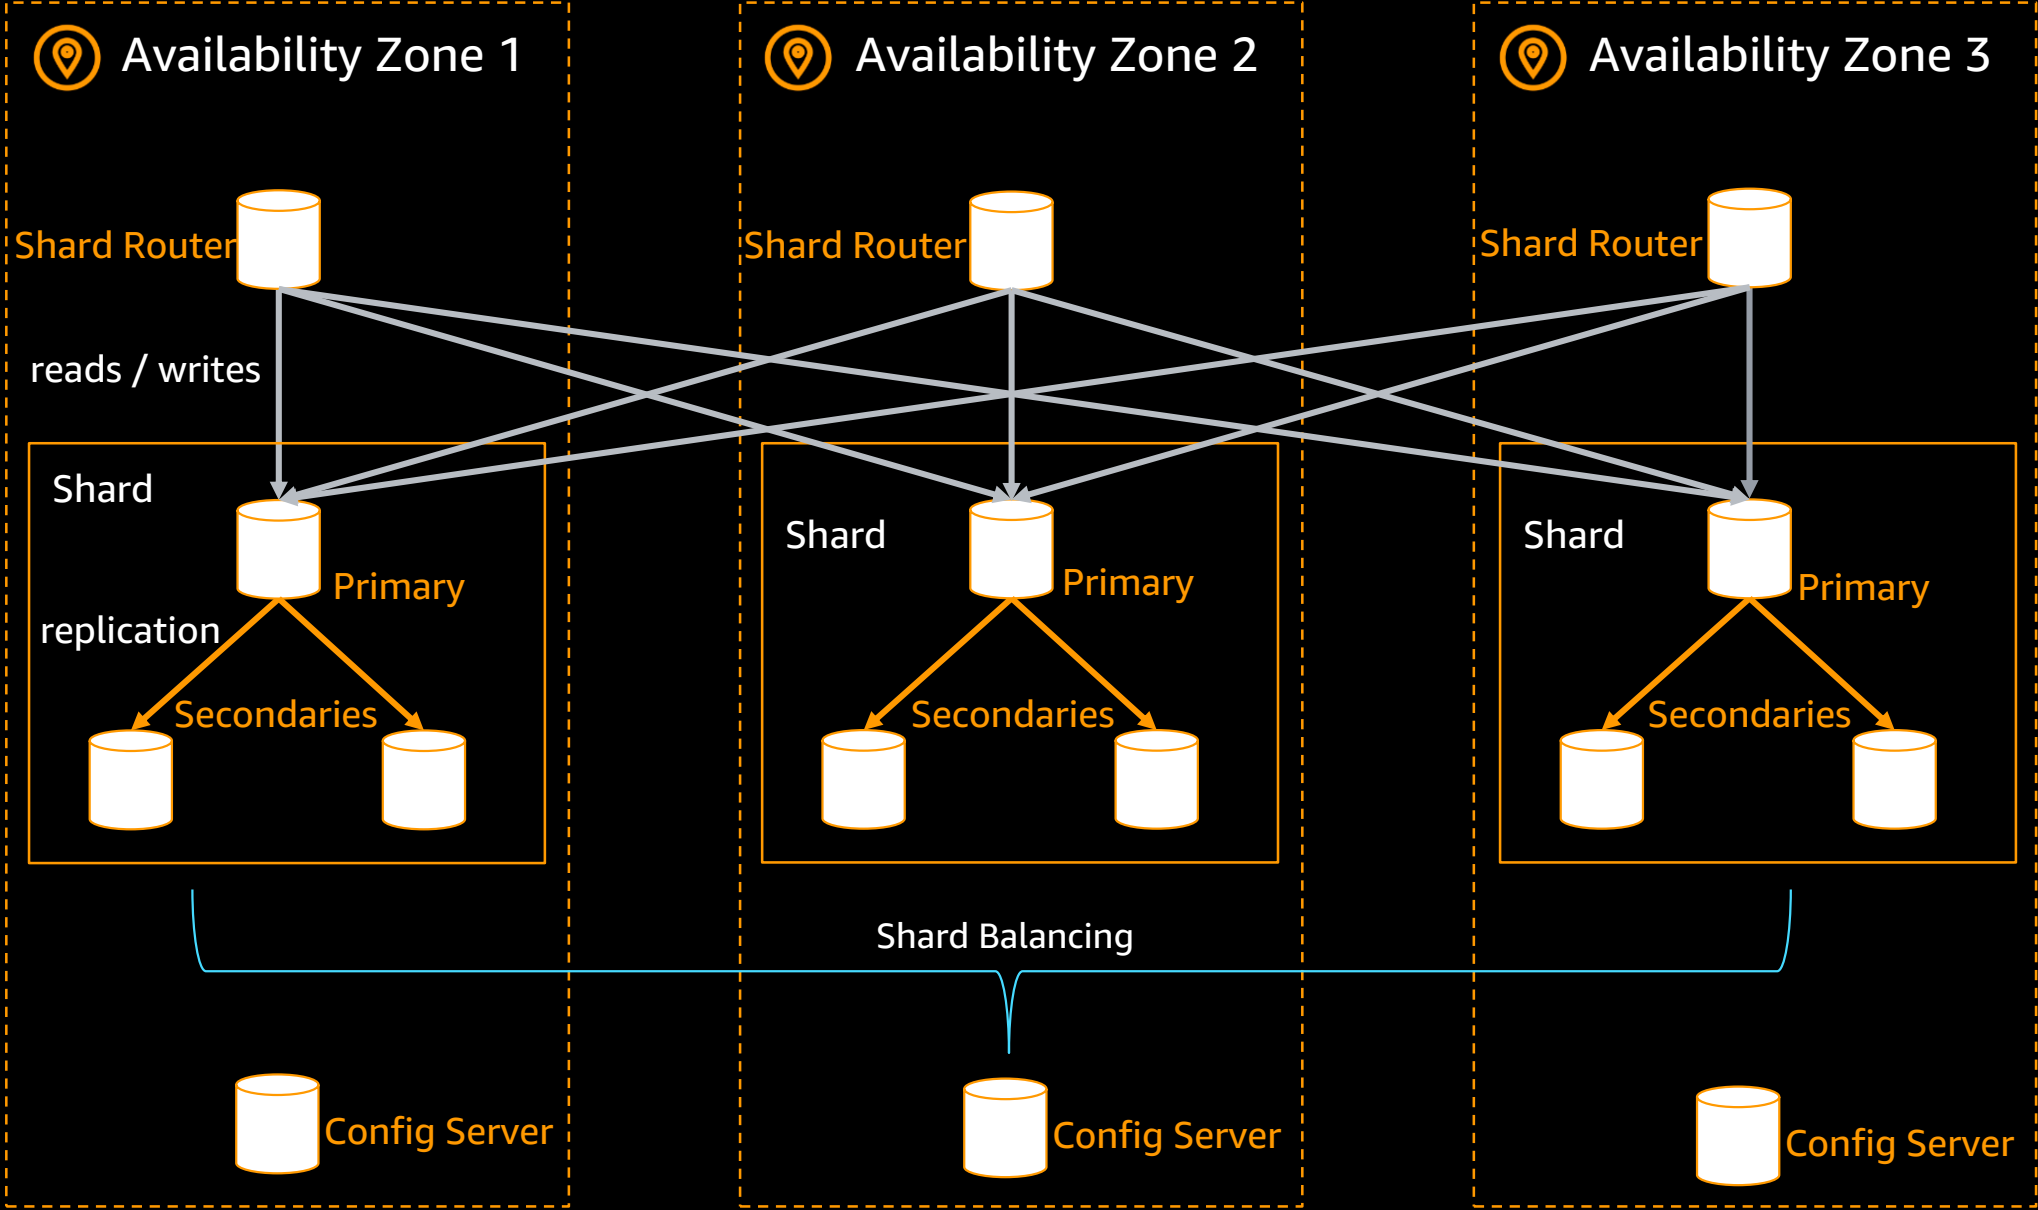 Availability Zone 1
Availability Zone 2
Availability Zone 3
Shard Router
Shard Router
Shard Router
reads / writes
Shard
Shard
Shard
Primary
Primary
Primary
replication
Secondaries
Secondaries
Secondaries
Shard Balancing
Config Server
Config Server
Config Server